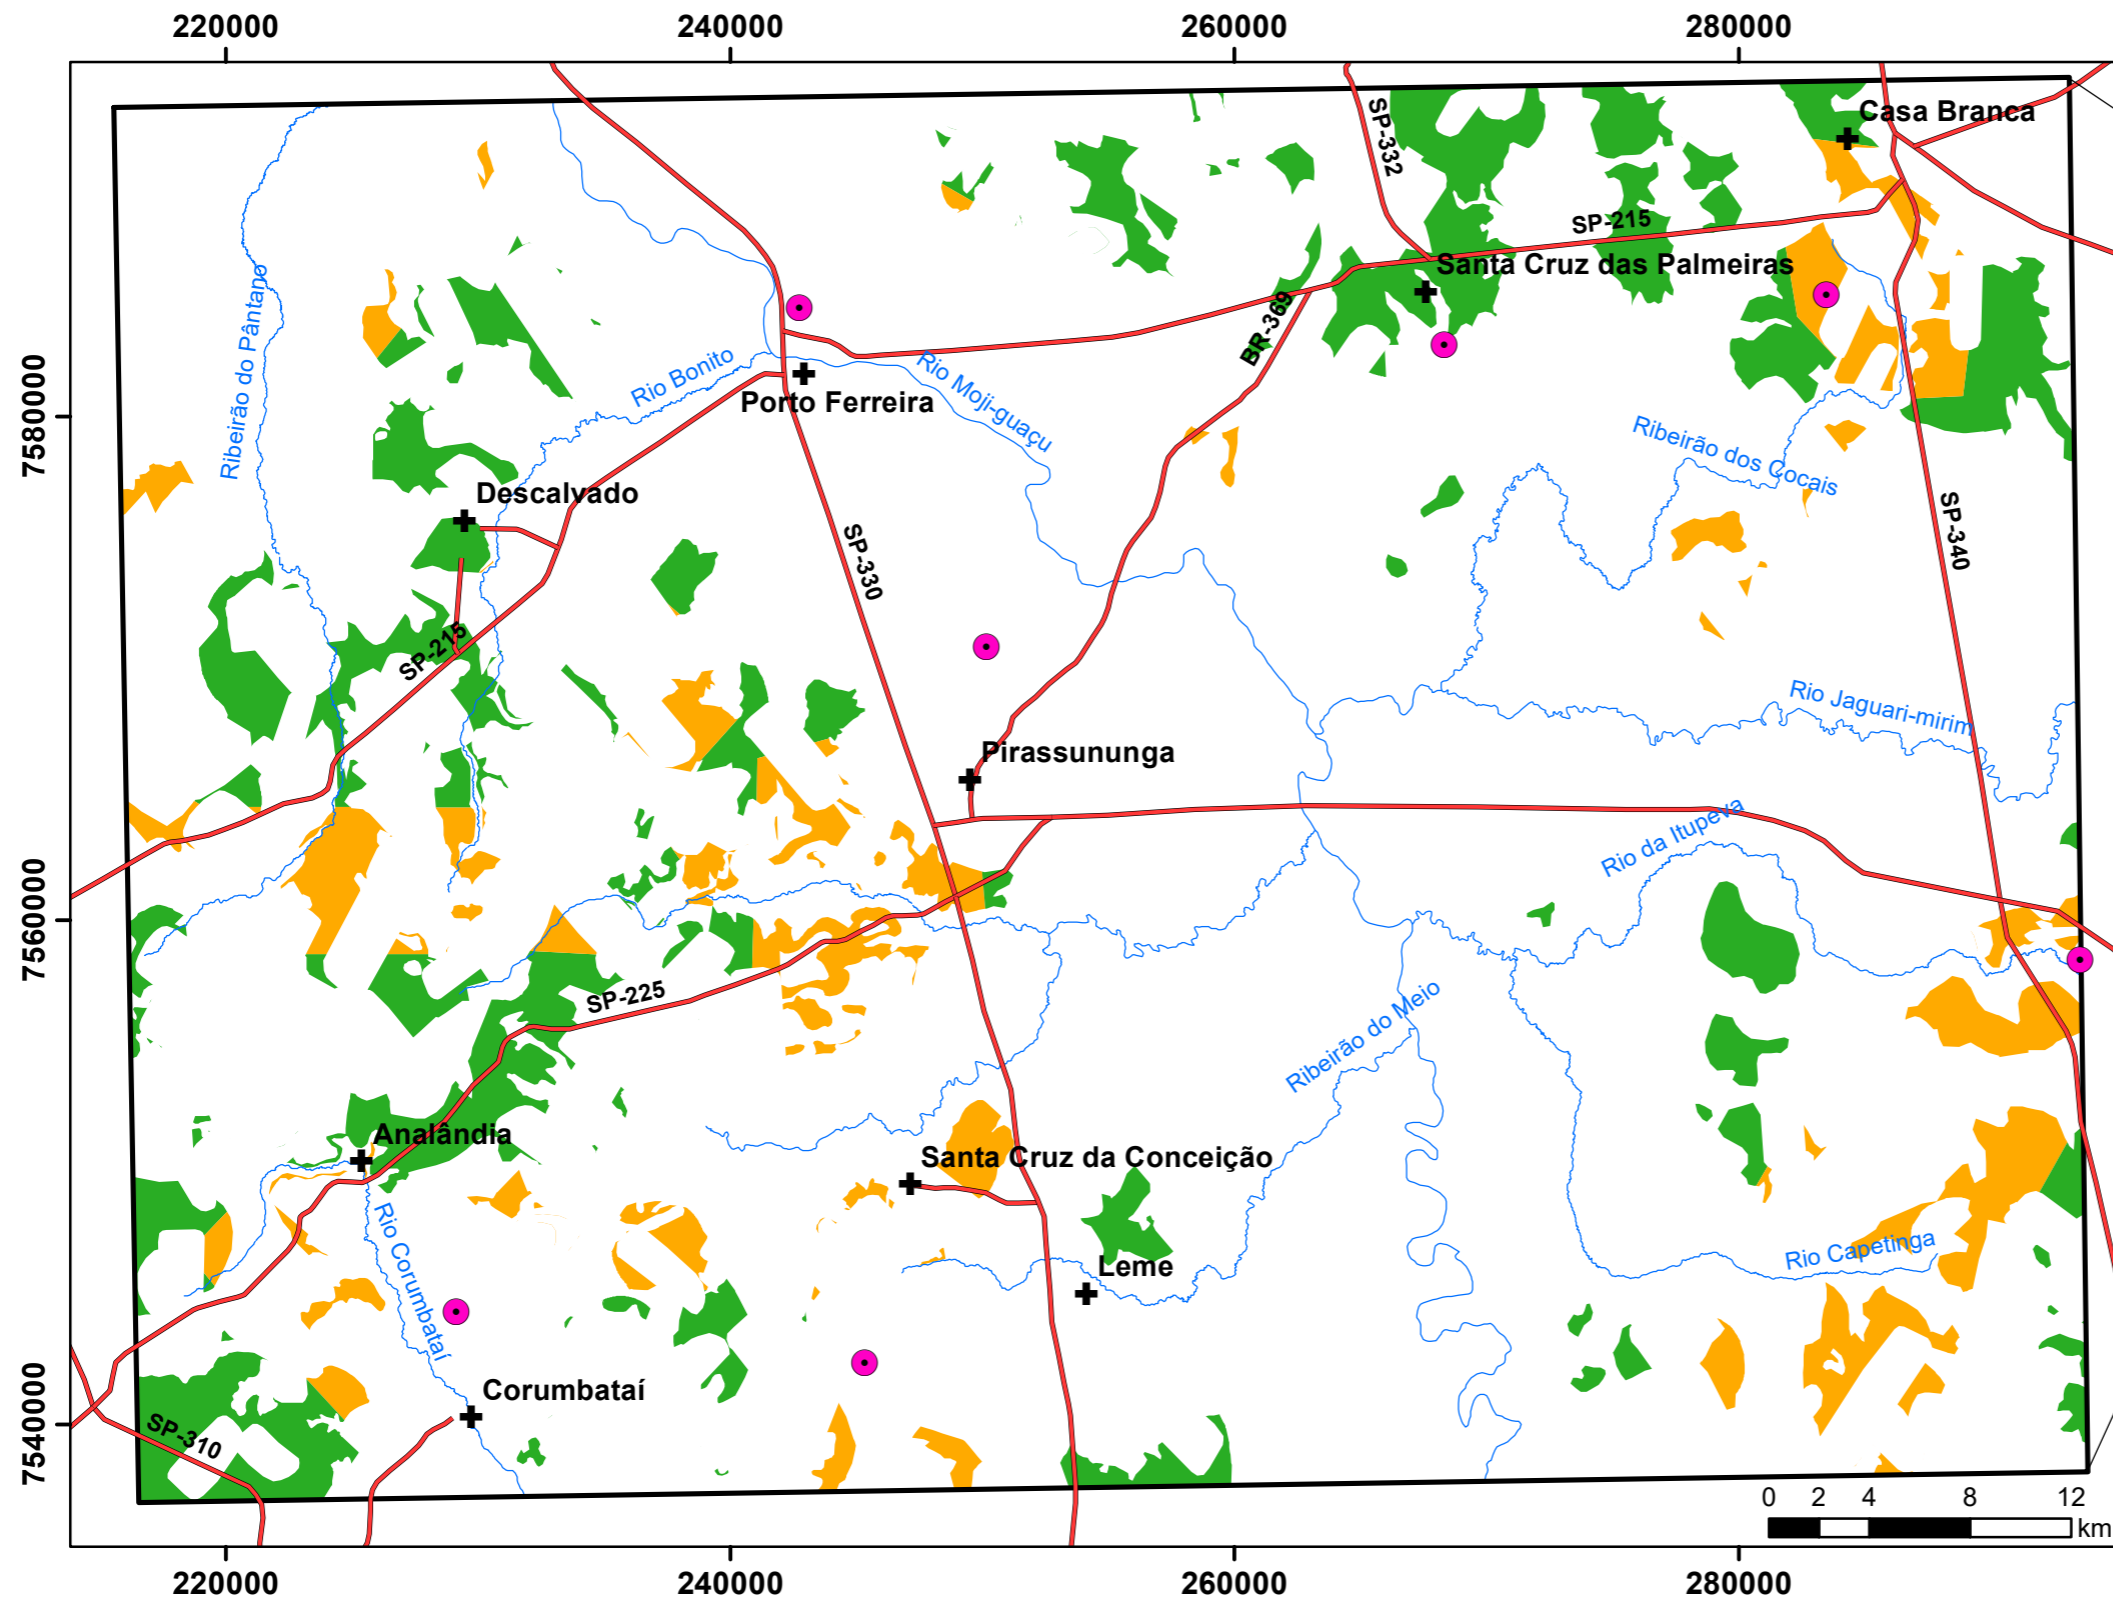 220000 240000 260000 280000
Casa Branca
SP-332
SP-215
Santa Cruz das Palmeiras
Ribeirão do Pântano
BR-369
Rio Bonito
Rio Moji-guaçu
7580000
Porto Ferreira
Ribeirão dos Cocais
Descalvado
SP-330
SP-340
SP-215
Rio Jaguari-mirim
Pirassununga
Rio da Itupeva
7560000
SP-225
Ribeirão do Meio
Analândia
Santa Cruz da Conceição
Rio Corumbataí
Rio Capetinga
Leme
Corumbataí
7540000
SP-310
0 2 4 8 12
km
220000 240000 260000 280000